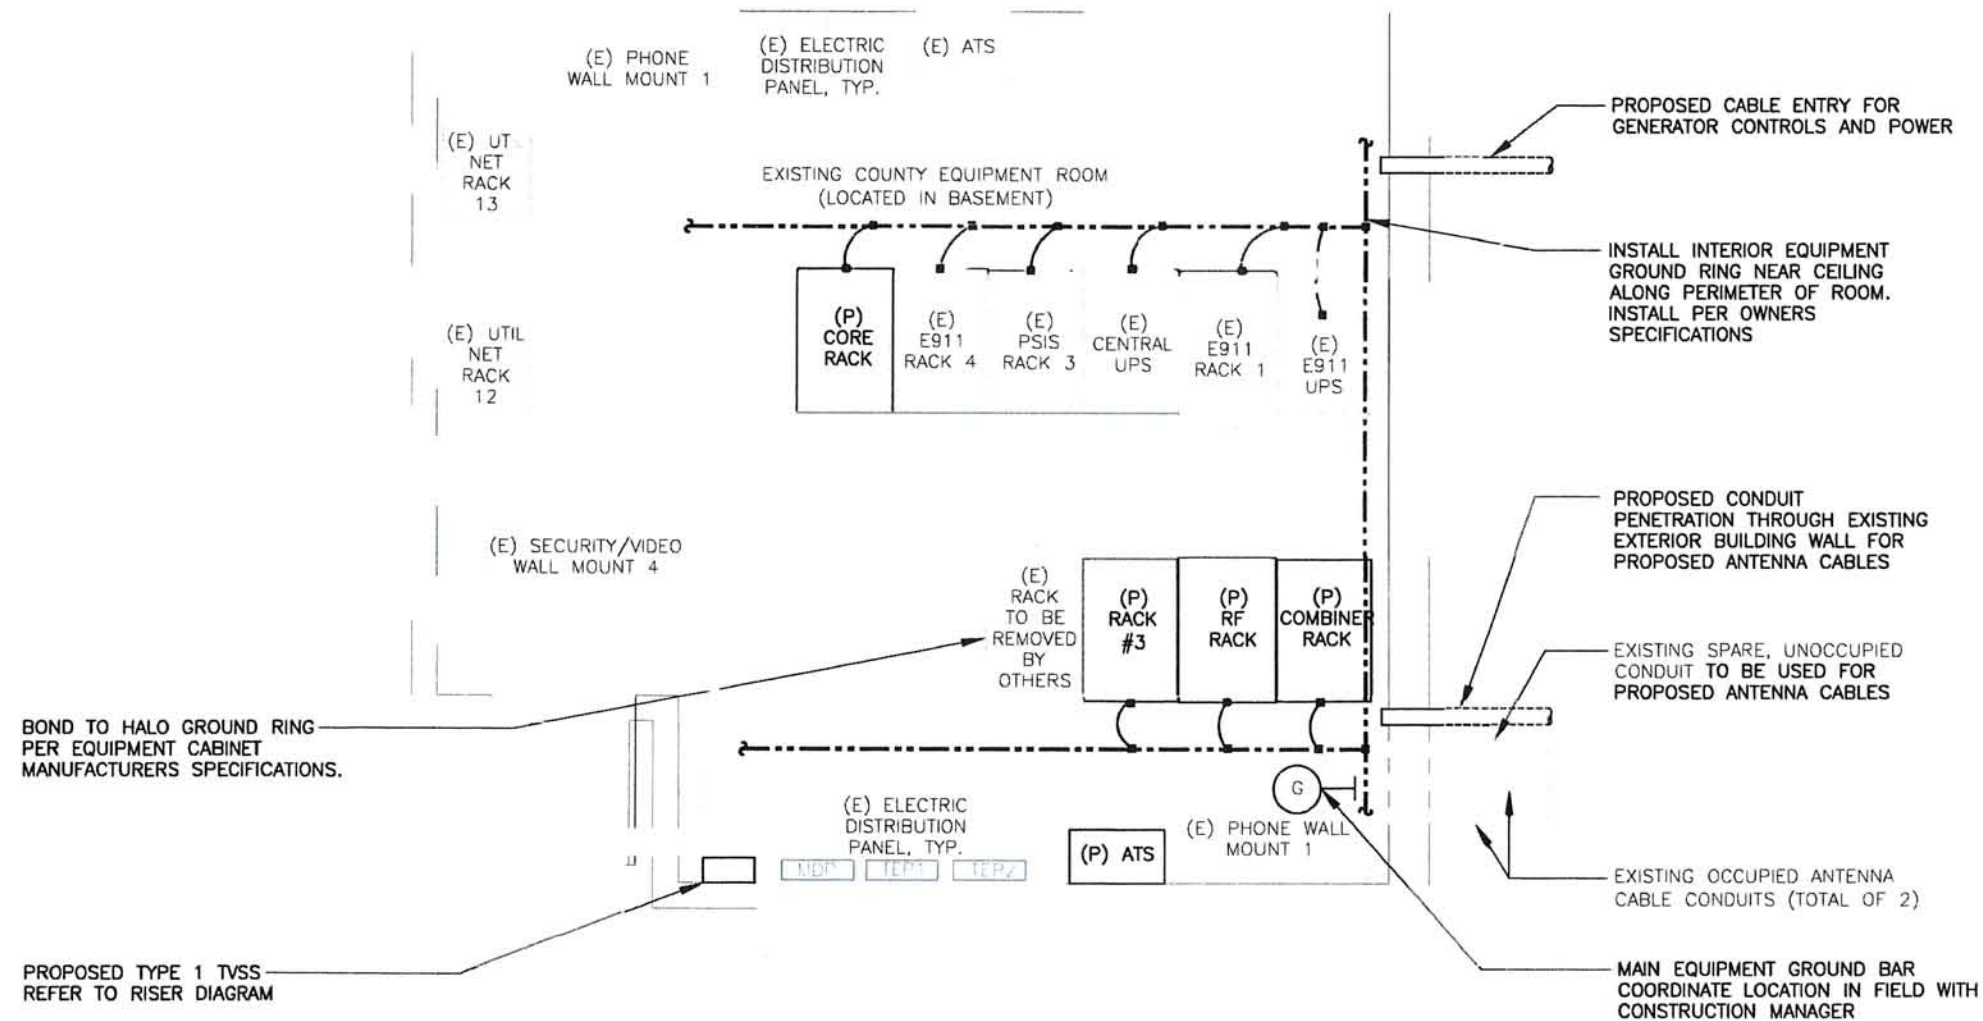 (E) PHONE
WALL MOUNT 1
(E) ELECTRIC
DISTRIBUTION
PANEL, TYP.
(E) ATS
PROPOSED CABLE ENTRY FOR
GENERATOR CONTROLS AND POWER
(E) UT
NET
RACK
13
EXISTING COUNTY EQUIPMENT ROOM
(LOCATED IN BASEMENT)
INSTALL INTERIOR EQUIPMENT
GROUND RING NEAR CEILING
ALONG PERIMETER OF ROOM.
INSTALL PER OWNERS
SPECIFICATIONS
(E) UTIL
NET
RACK
12
(P)
CORE
RACK
(E)
E911
RACK 4
(E)
PSIS
RACK 3
(E)
CENTRAL
UPS
(E)
E911
RACK 1
(E)
E911
UPS
PROPOSED CONDUIT
PENETRATION THROUGH EXISTING
EXTERIOR BUILDING WALL FOR
PROPOSED ANTENNA CABLES
(E) SECURITY/VIDEO
WALL MOUNT 4
(E)
RACK
TO BE
REMOVED
BY
OTHERS
(P)
RACK
#3
(P)
RF
RACK
(P)
COMBINER
RACK
EXISTING SPARE, UNOCCUPIED
CONDUIT TO BE USED FOR
PROPOSED ANTENNA CABLES
BOND TO HALO GROUND RING
PER EQUIPMENT CABINET
MANUFACTURERS SPECIFICATIONS.
G
(E) ELECTRIC
DISTRIBUTION
PANEL, TYP.
MDP
TEP1
TEP2
(P) ATS
(E) PHONE WALL
MOUNT 1
EXISTING OCCUPIED ANTENNA
CABLE CONDUITS (TOTAL OF 2)
PROPOSED TYPE 1 TVSS
REFER TO RISER DIAGRAM
MAIN EQUIPMENT GROUND BAR
COORDINATE LOCATION IN FIELD WITH
CONSTRUCTION MANAGER